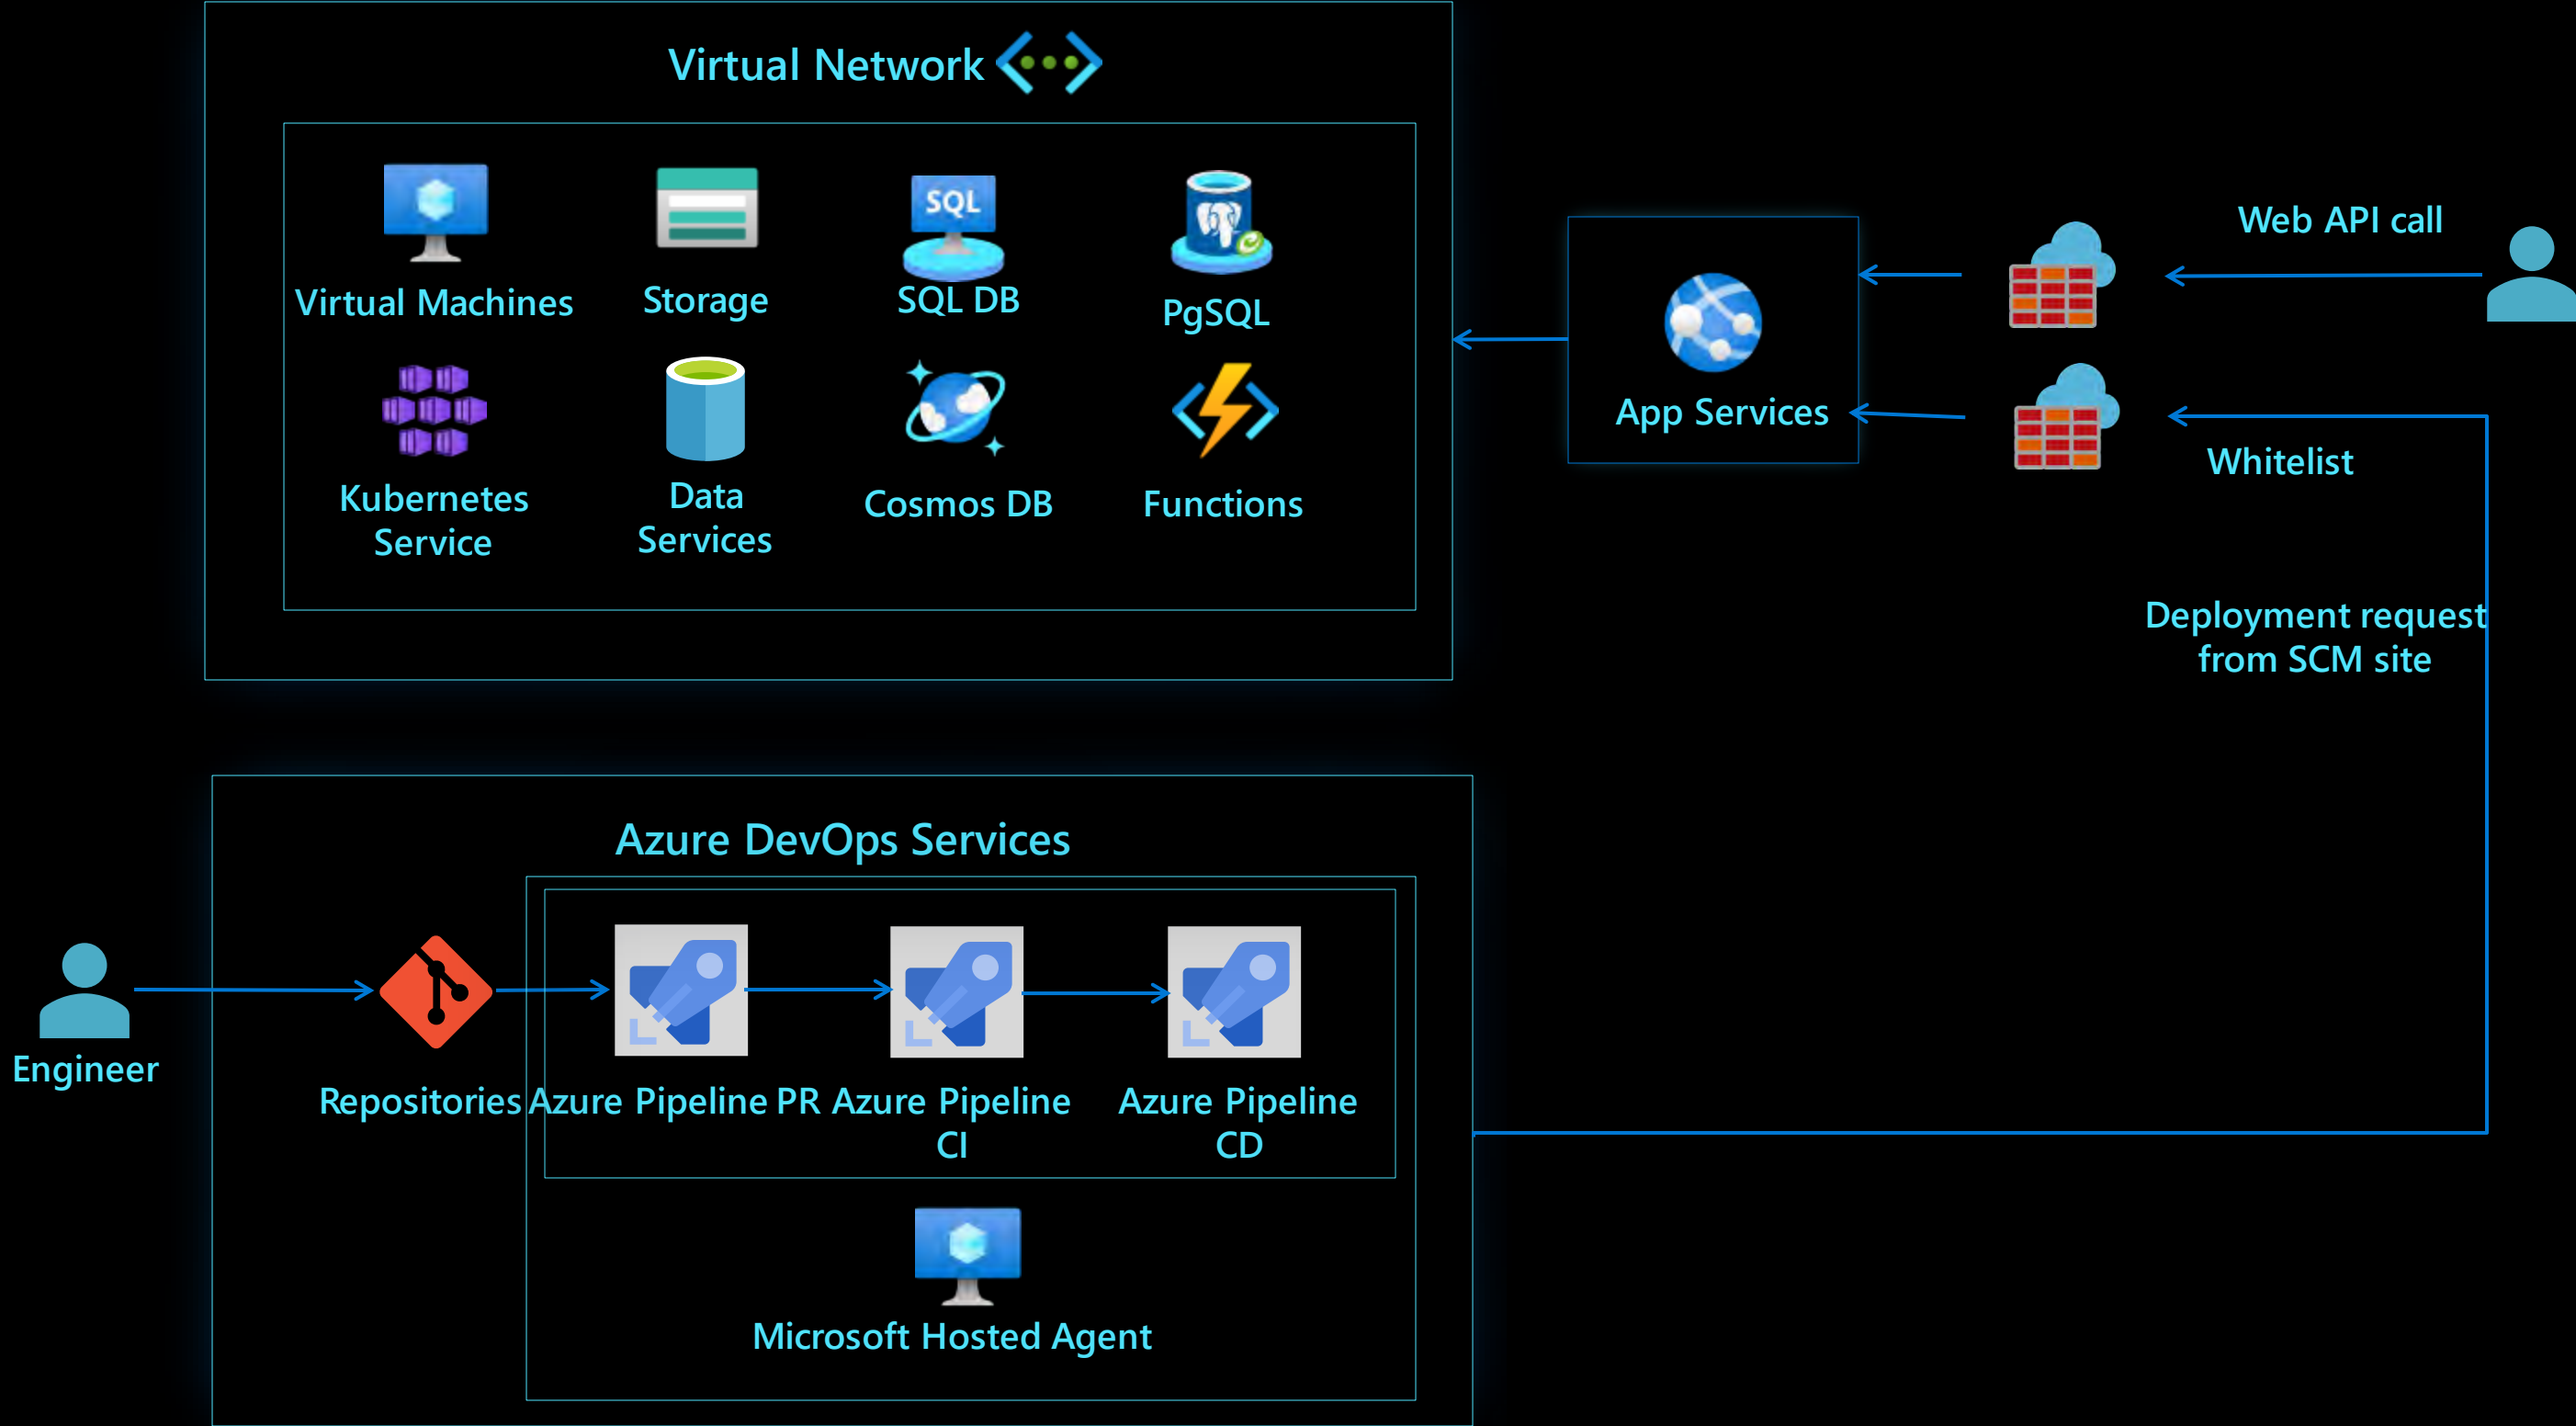 Virtual Network
SQL
Virtual Machines
Storage
SQL DB
PgSQL
Kubernetes
Service
Data
Services
Cosmos DB
Functions
App Services
Web API call
Whitelist
Deployment request
from SCM site
Azure DevOps Services
Engineer
Repositories
Azure Pipeline PR
Azure Pipeline
CI
Azure Pipeline
CD
Microsoft Hosted Agent